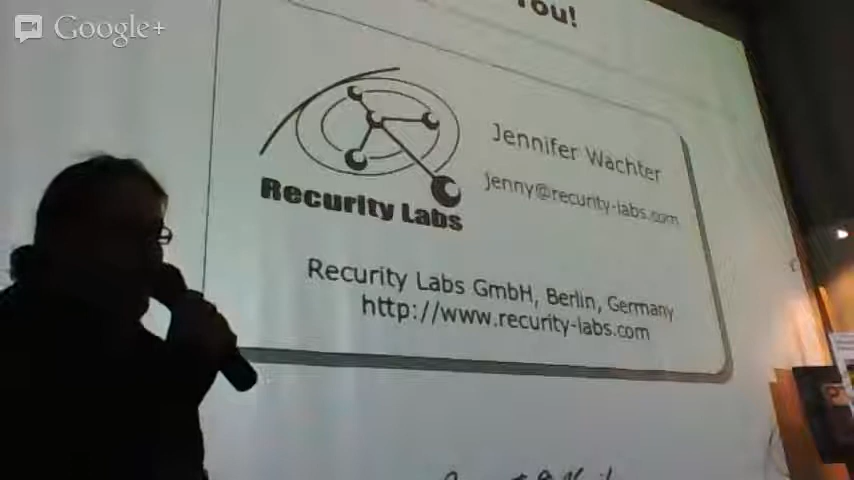 Google+
You!
Jennifer Wachter
jenny@recurity-labs.com
Recurity Labs
Recurity Labs GmbH, Berlin, Germany
http://www.recurity-labs.com